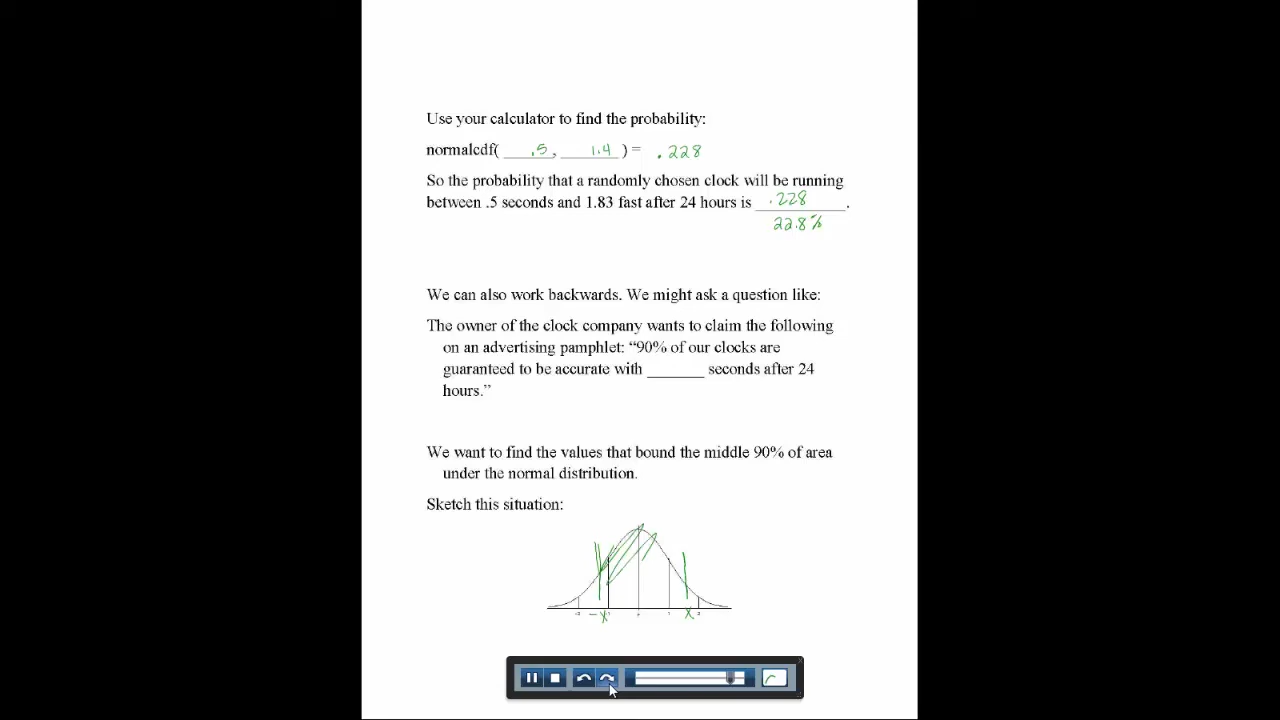 Use your calculator to find the probability:
normalcdf( .5, 1.4 ) = .228
So the probability that a randomly chosen clock will be running
between .5 seconds and 1.83 fast after 24 hours is .228.
22.8%
We can also work backwards. We might ask a question like:
The owner of the clock company wants to claim the following
on an advertising pamphlet: “90% of our clocks are
guaranteed to be accurate with _______ seconds after 24
hours.”
We want to find the values that bound the middle 90% of area
under the normal distribution.
Sketch this situation:
-x x